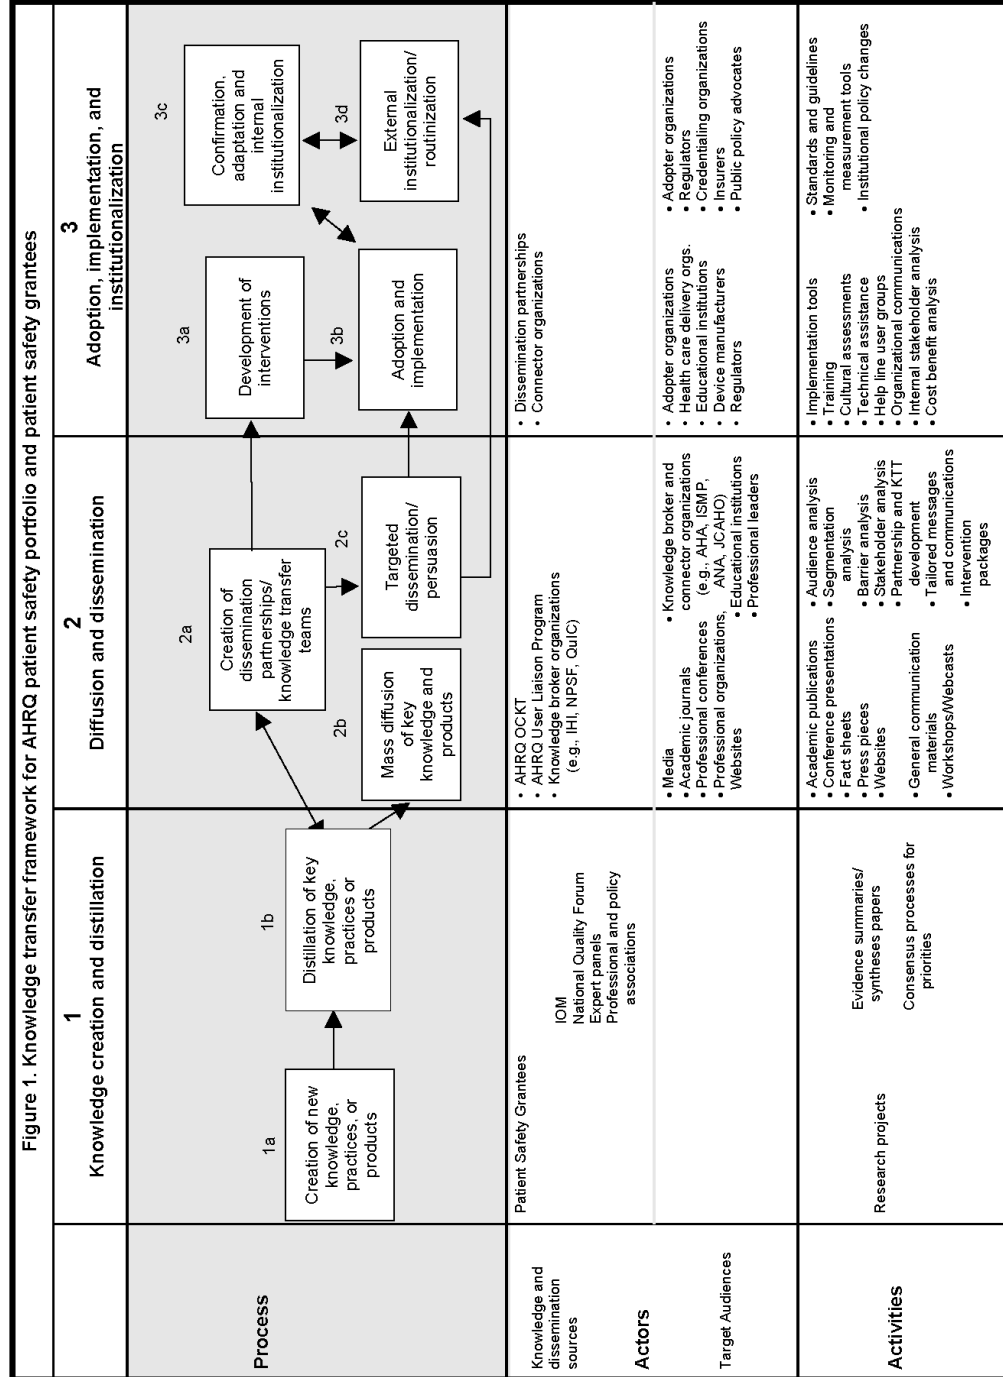 Figure 1. Knowledge transfer framework for AHRQ patient safety portfolio and patient safety grantees
1
Knowledge creation and distillation
2
Diffusion and dissemination
3
Adoption, implementation, and
institutionalization
Process
1a
Creation of new
knowledge,
practices, or
products
1b
Distillation of key
knowledge,
practices or
products
2a
Creation of
dissemination
partnerships/
knowledge transfer
teams
2b
Mass diffusion
of key
knowledge and
products
2c
Targeted
dissemination/
persuasion
3a
Development of
interventions
3b
Adoption and
implementation
3c
Confirmation,
adaptation and
internal
institutionalization
3d
External
institutionalization/
routinization
Actors
Knowledge and
dissemination
sources
Patient Safety Grantees
IOM
National Quality Forum
Expert panels
Professional and policy
associations
• AHRQ OCKT
• AHRQ User Liaison Program
• Knowledge broker organizations
(e.g., IHI, NPSF, QuIC)
• Dissemination partnerships
• Connector organizations
Target Audiences
• Media
• Academic journals
• Professional conferences
• Professional organizations,
Websites
• Knowledge broker and
connector organizations
(e.g., AHA, ISMP,
ANA, JCAHO)
• Educational institutions
• Professional leaders
• Adopter organizations
• Health care delivery orgs.
• Educational institutions
• Device manufacturers
• Regulators
• Adopter organizations
• Regulators
• Credentialing organizations
• Insurers
• Public policy advocates
Activities
Research projects
Evidence summaries/
syntheses papers
Consensus processes for
priorities
• Academic publications
• Conference presentations
• Fact sheets
• Press pieces
• Websites
• General communication
materials
• Workshops/Webcasts
• Audience analysis
• Segmentation
analysis
• Barrier analysis
• Stakeholder analysis
• Partnership and KTT
development
• Tailored messages
and communications
• Intervention
packages
• Implementation tools
• Training
• Cultural assessments
• Technical assistance
• Help line user groups
• Organizational communications
• Internal stakeholder analysis
• Cost benefit analysis
• Standards and guidelines
• Monitoring and
measurement tools
• Institutional policy changes